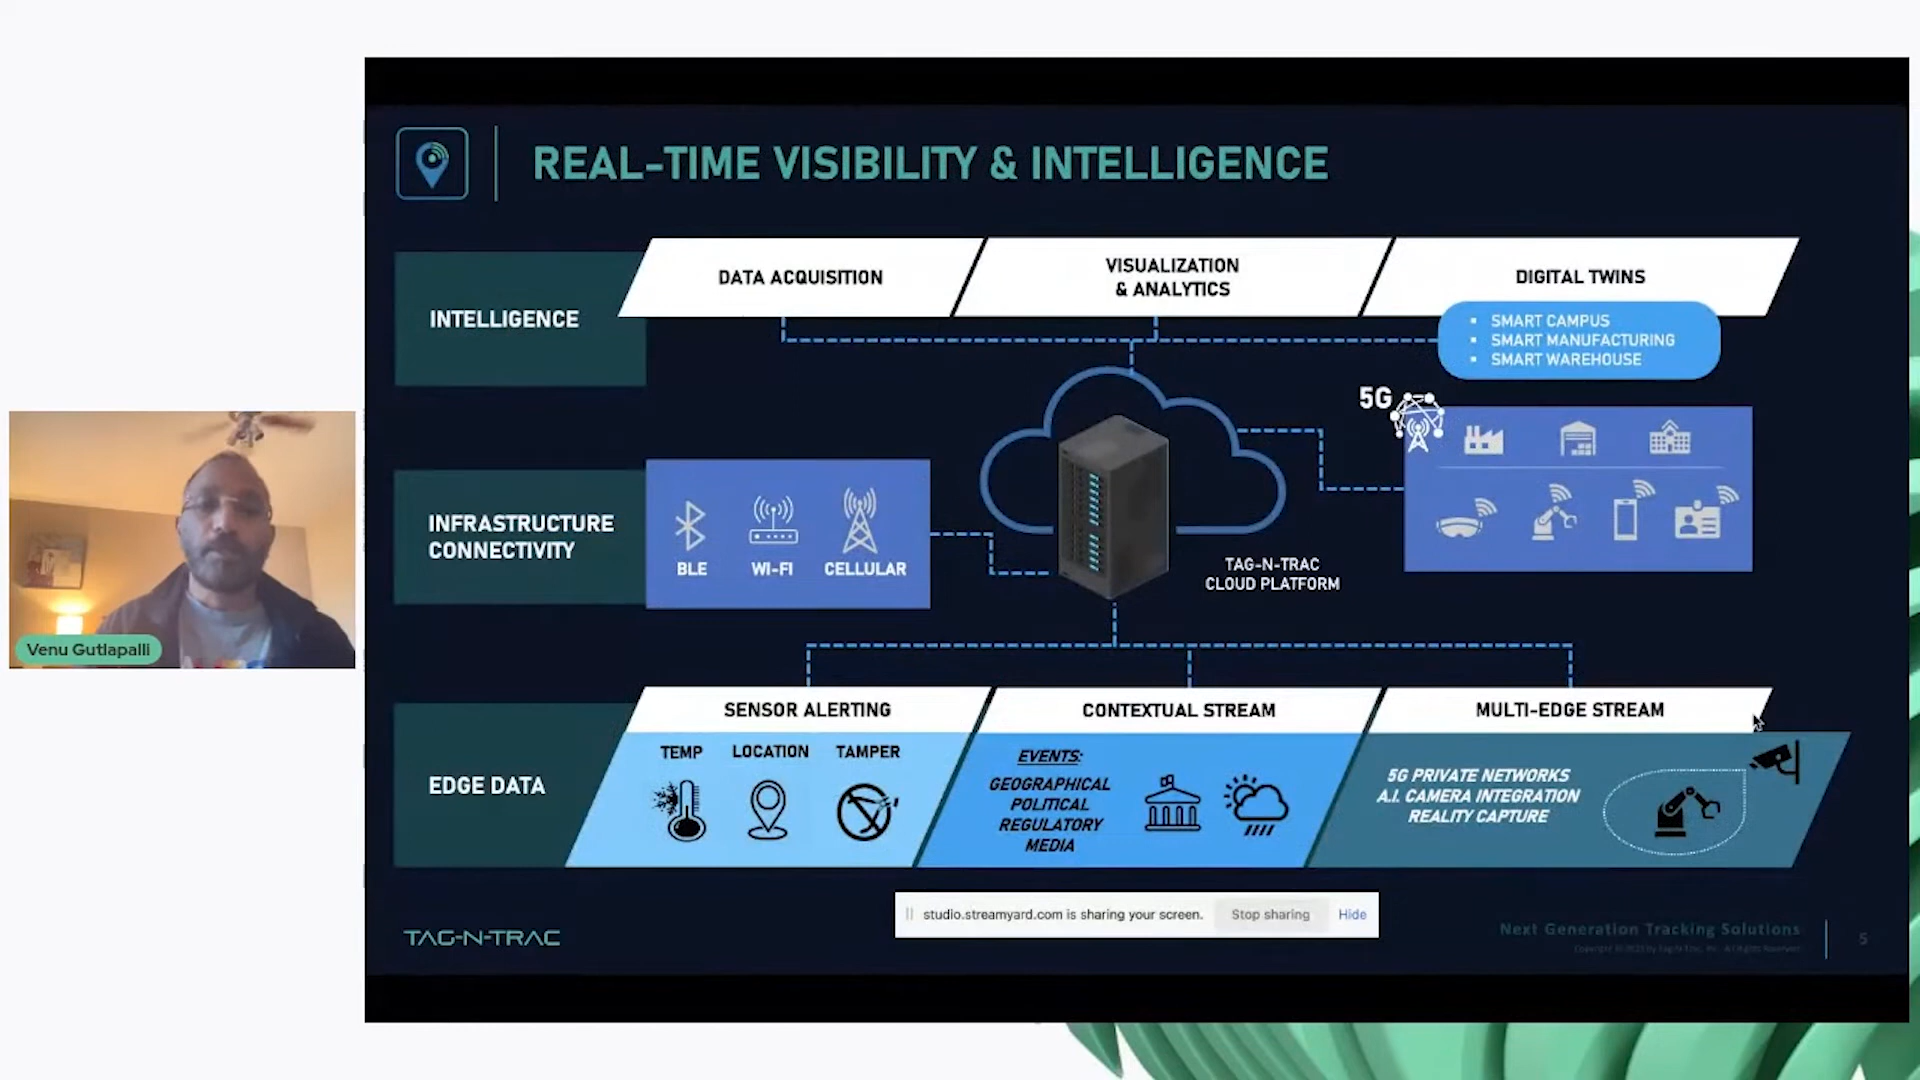 REAL-TIME VISIBILITY & INTELLIGENCE
INTELLIGENCE
DATA ACQUISITION
VISUALIZATION
& ANALYTICS
DIGITAL TWINS
▪ SMART CAMPUS
▪ SMART MANUFACTURING
▪ SMART WAREHOUSE
5G
INFRASTRUCTURE
CONNECTIVITY
BLE
WI-FI
CELLULAR
TAG-N-TRAC
CLOUD PLATFORM
Venu Gutlapalli
EDGE DATA
SENSOR ALERTING
TEMP
LOCATION
TAMPER
CONTEXTUAL STREAM
EVENTS:
GEOGRAPHICAL
POLITICAL
REGULATORY
MEDIA
MULTI-EDGE STREAM
5G PRIVATE NETWORKS
A.I. CAMERA INTEGRATION
REALITY CAPTURE
studio.streamyard.com is sharing your screen.
Stop sharing
Hide
TAG-N-TRAC
Next Generation Tracking Solutions
5